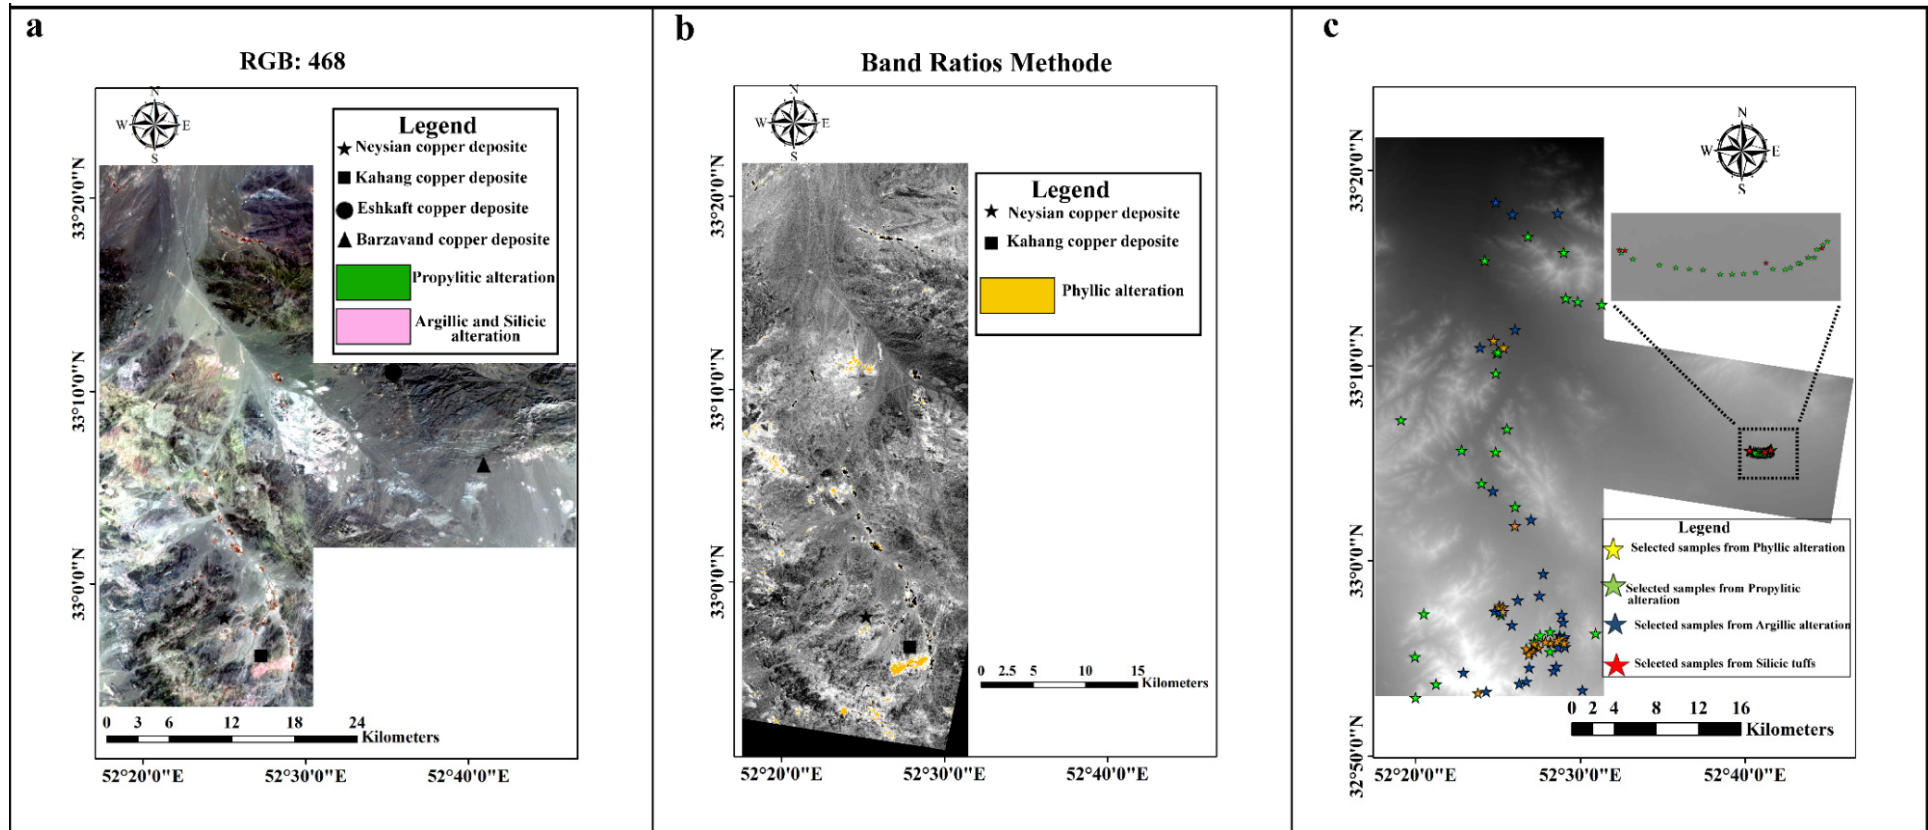 a
RGB: 468
N
W E
S
Legend
Neysian copper deposite
Kahang copper deposite
Eshkaft copper deposite
Barzavand copper deposite
Propylitic alteration
Argillic and Silicic
alteration
33°20'0"N
33°10'0"N
33°0'0"N
0 3 6 12 18 24
Kilometers
52°20'0"E 52°30'0"E 52°40'0"E
b
Band Ratios Methode
N
W E
S
Legend
Neysian copper deposite
Kahang copper deposite
Phyllic alteration
33°20'0"N
33°10'0"N
33°0'0"N
0 2.5 5 10 15
Kilometers
52°20'0"E 52°30'0"E 52°40'0"E
c
N
W E
S
33°20'0"N
33°10'0"N
33°0'0"N
32°50'0"N
Legend
Selected samples from Phyllic alteration
Selected samples from Propylitic
alteration
Selected samples from Argillic alteration
Selected samples from Silicic tuffs
0 2 4 8 12 16
Kilometers
52°20'0"E 52°30'0"E 52°40'0"E